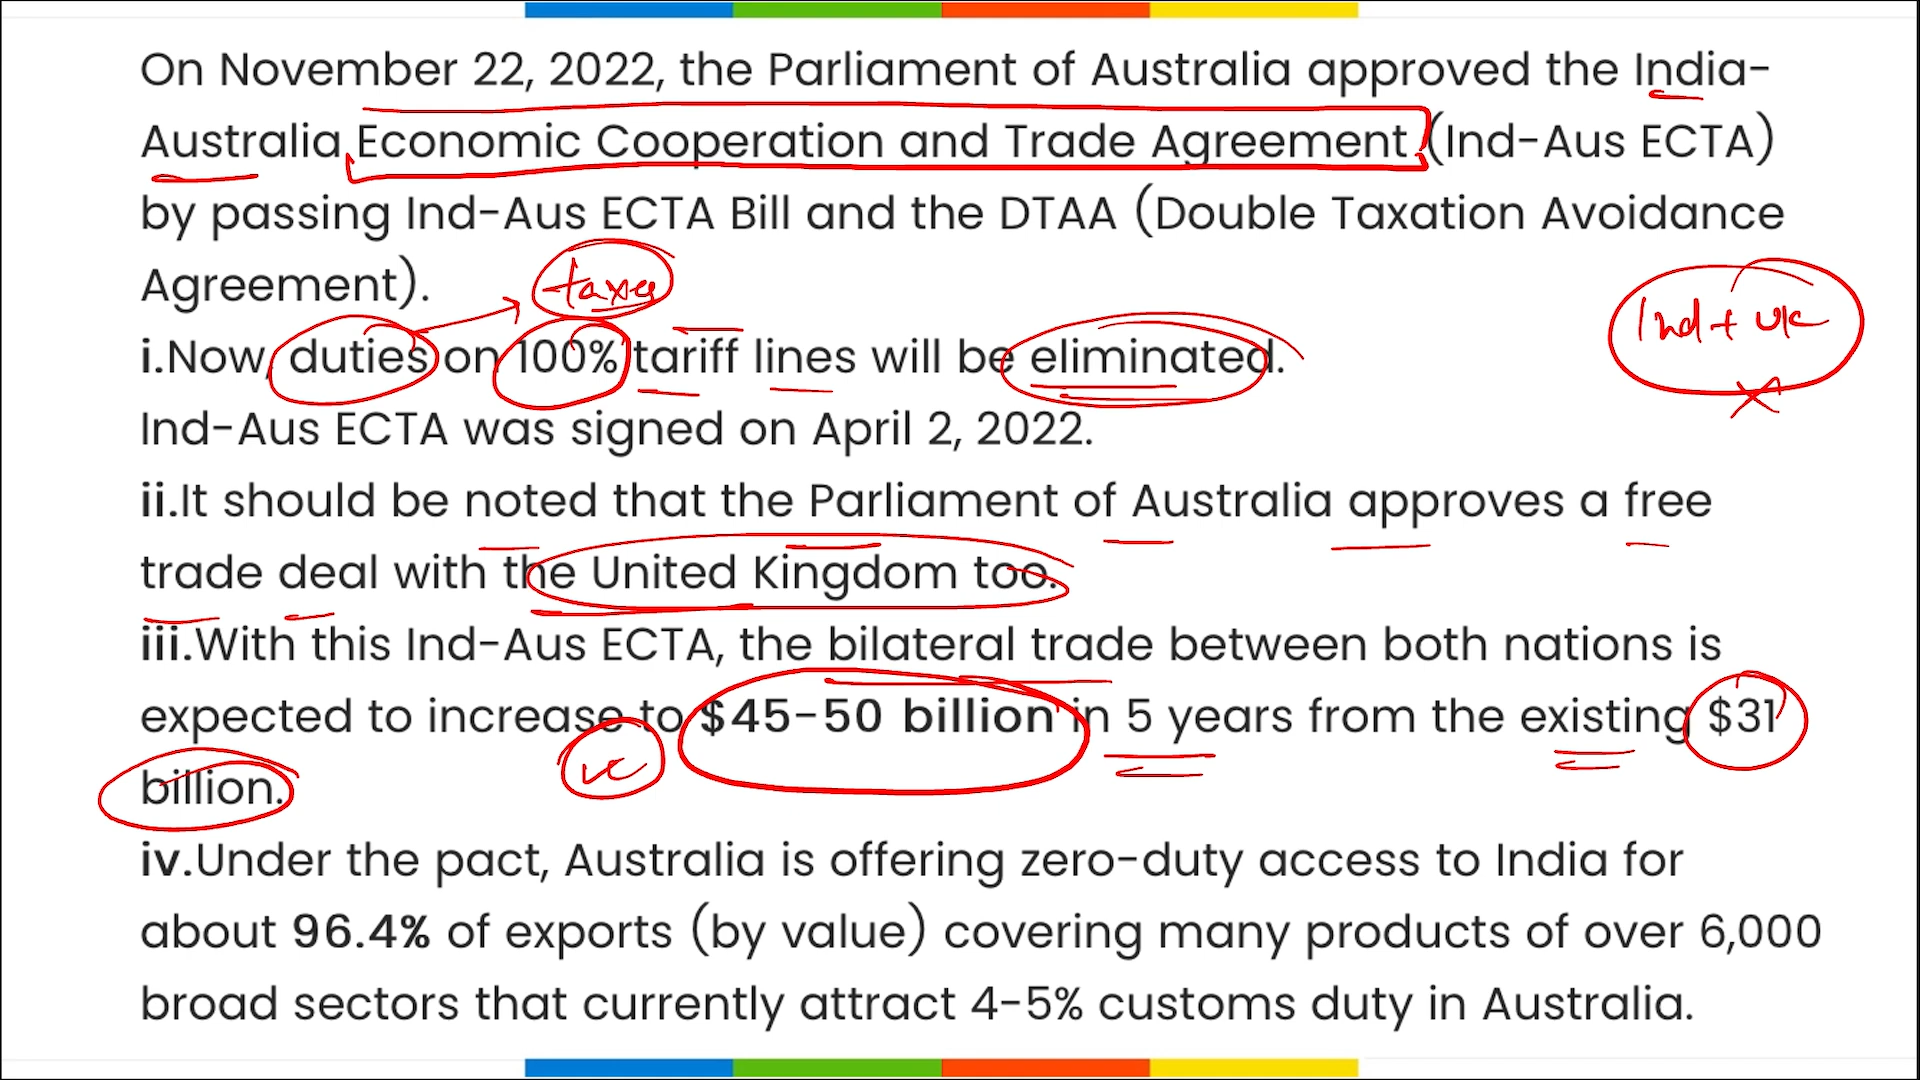 On November 22, 2022, the Parliament of Australia approved the India-
Australia Economic Cooperation and Trade Agreement (Ind-Aus ECTA)
by passing Ind-Aus ECTA Bill and the DTAA (Double Taxation Avoidance
Agreement).
taxes
Ind + UK
i.Now, duties on 100% tariff lines will be eliminated.
Ind-Aus ECTA was signed on April 2, 2022.
ii.It should be noted that the Parliament of Australia approves a free
trade deal with the United Kingdom too.
iii.With this Ind-Aus ECTA, the bilateral trade between both nations is
expected to increase to $45-50 billion in 5 years from the existing $31
billion.
iv.Under the pact, Australia is offering zero-duty access to India for
about 96.4% of exports (by value) covering many products of over 6,000
broad sectors that currently attract 4-5% customs duty in Australia.